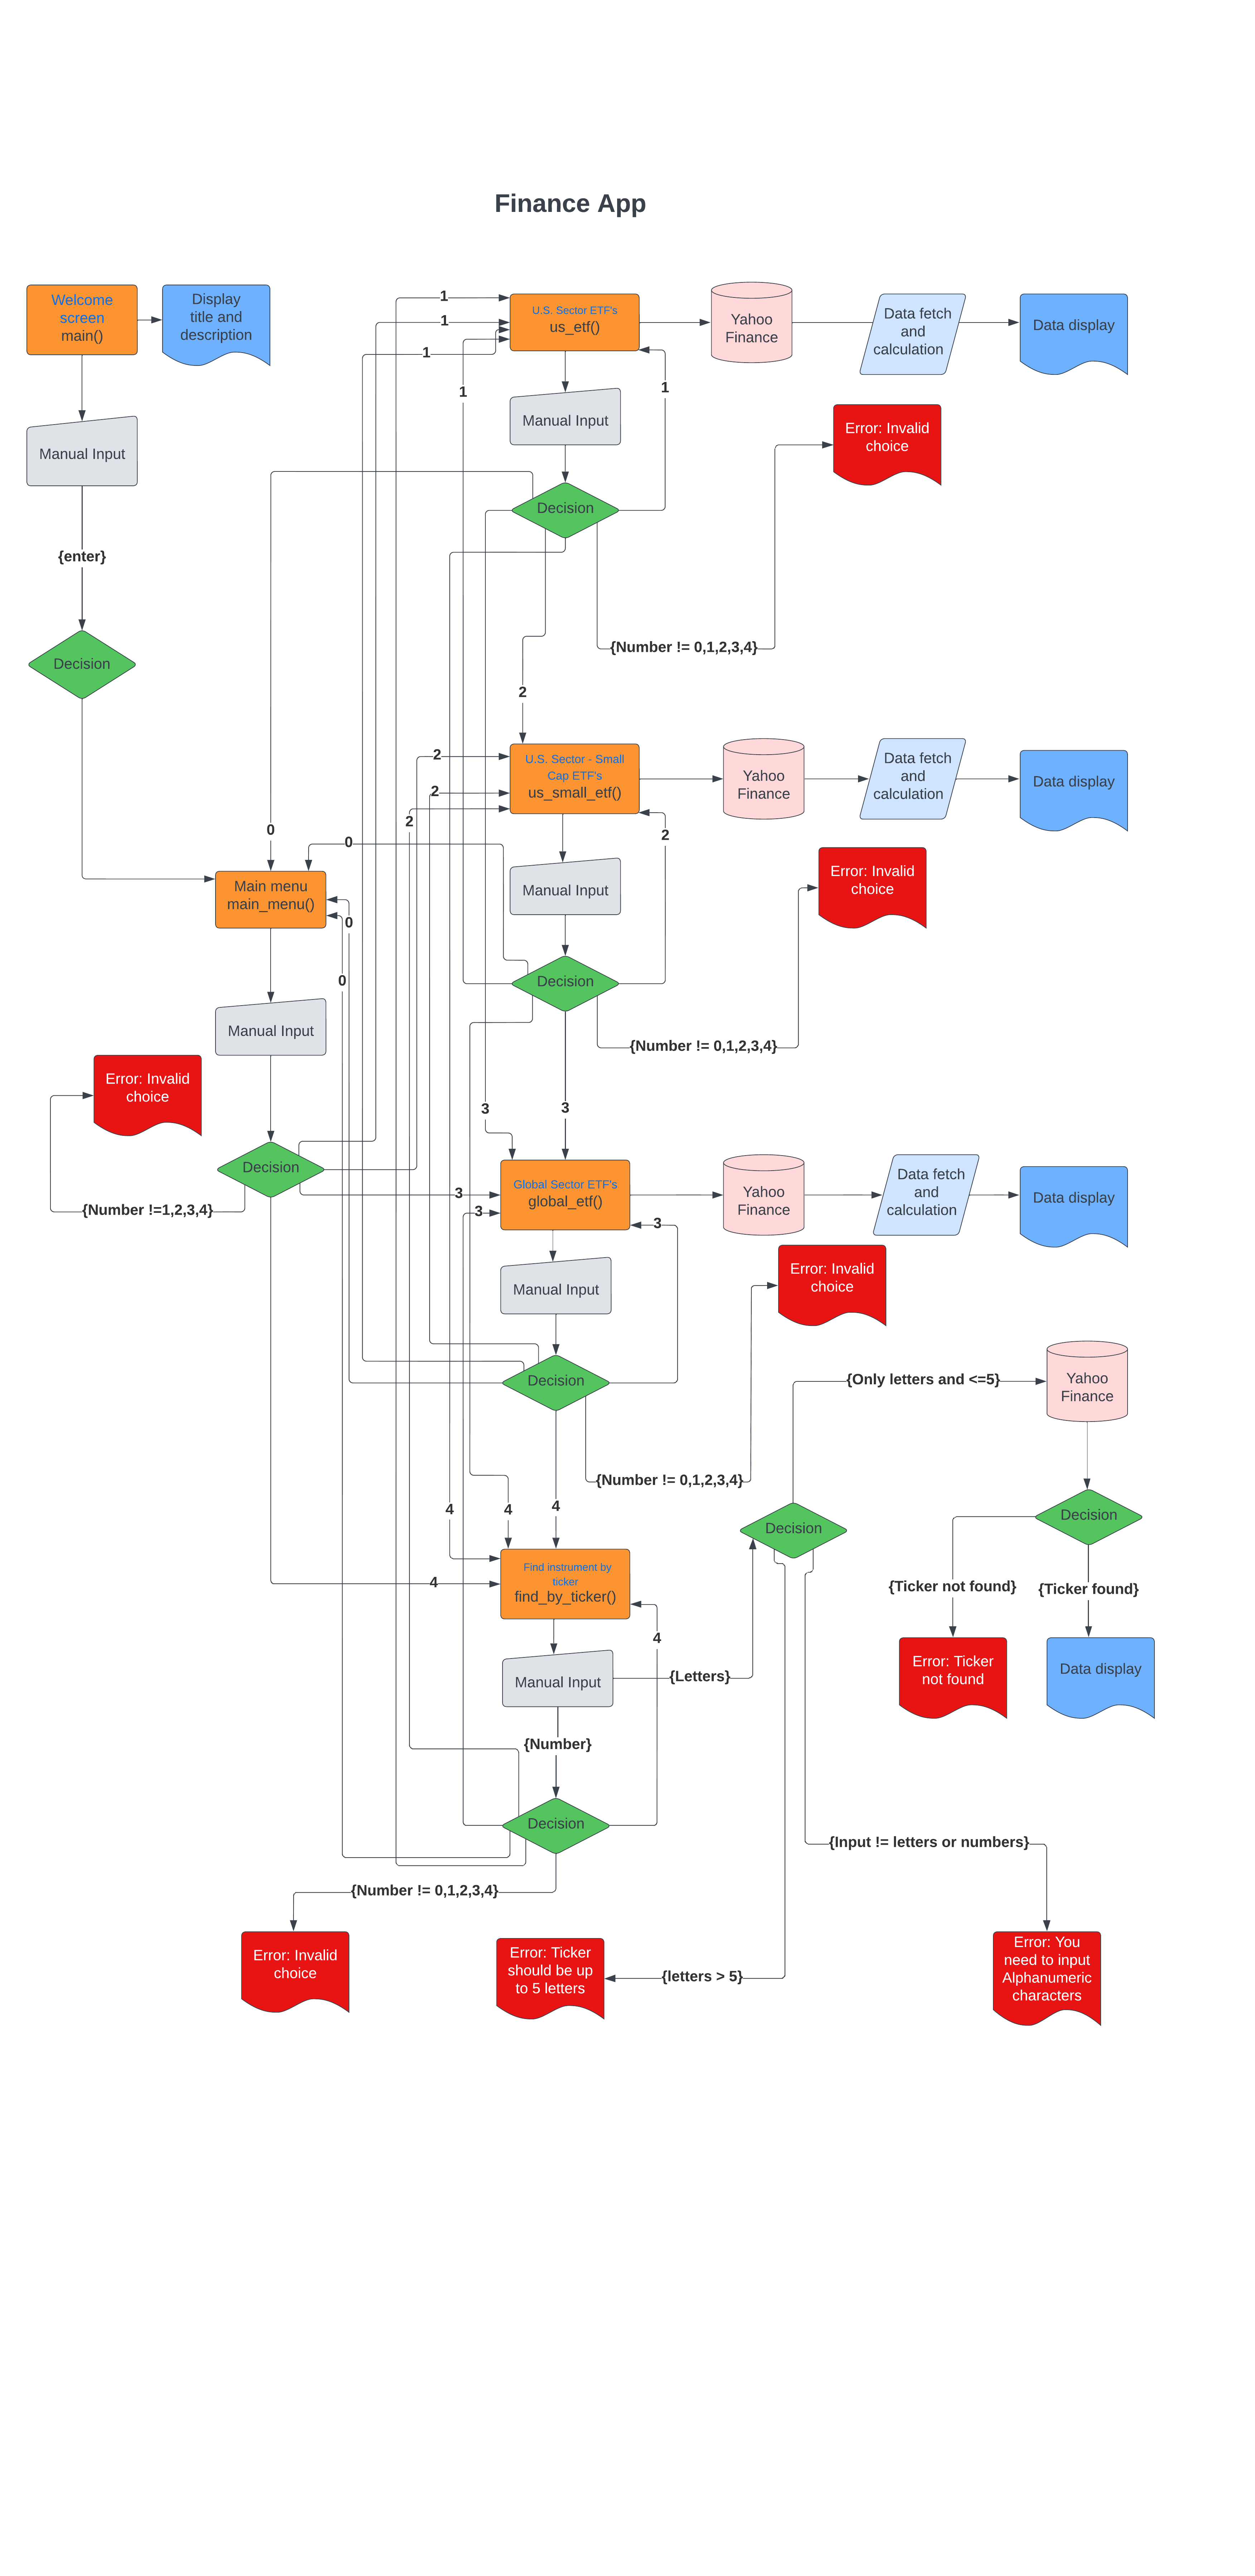 Finance App
Welcome
screen
main()
Display
title and
description
Manual Input
{enter}
Decision
1
1
1
1
U.S. Sector ETF's
us_etf()
Yahoo
Finance
Data fetch
and
calculation
Data display
Manual Input
1
Error: Invalid
choice
Decision
{Number != 0,1,2,3,4}
2
2
2
2
U.S. Sector - Small
Cap ETF's
us_small_etf()
Yahoo
Finance
Data fetch
and
calculation
Data display
0
0
2
Manual Input
Error: Invalid
choice
Main menu
main_menu()
0
0
Decision
{Number != 0,1,2,3,4}
Manual Input
Error: Invalid
choice
Decision
{Number !=1,2,3,4}
3
3
3
3
Global Sector ETF's
global_etf()
3
Yahoo
Finance
Data fetch
and
calculation
Data display
Manual Input
Error: Invalid
choice
Decision
{Number != 0,1,2,3,4}
{Only letters and <=5}
Yahoo
Finance
4
4
4
Decision
Decision
4
Find instrument by
ticker
find_by_ticker()
{Ticker not found}
{Ticker found}
4
Manual Input
{Letters}
Error: Ticker
not found
Data display
{Number}
Decision
{Input != letters or numbers}
{Number != 0,1,2,3,4}
Error: Invalid
choice
Error: Ticker
should be up
to 5 letters
{letters > 5}
Error: You
need to input
Alphanumeric
characters